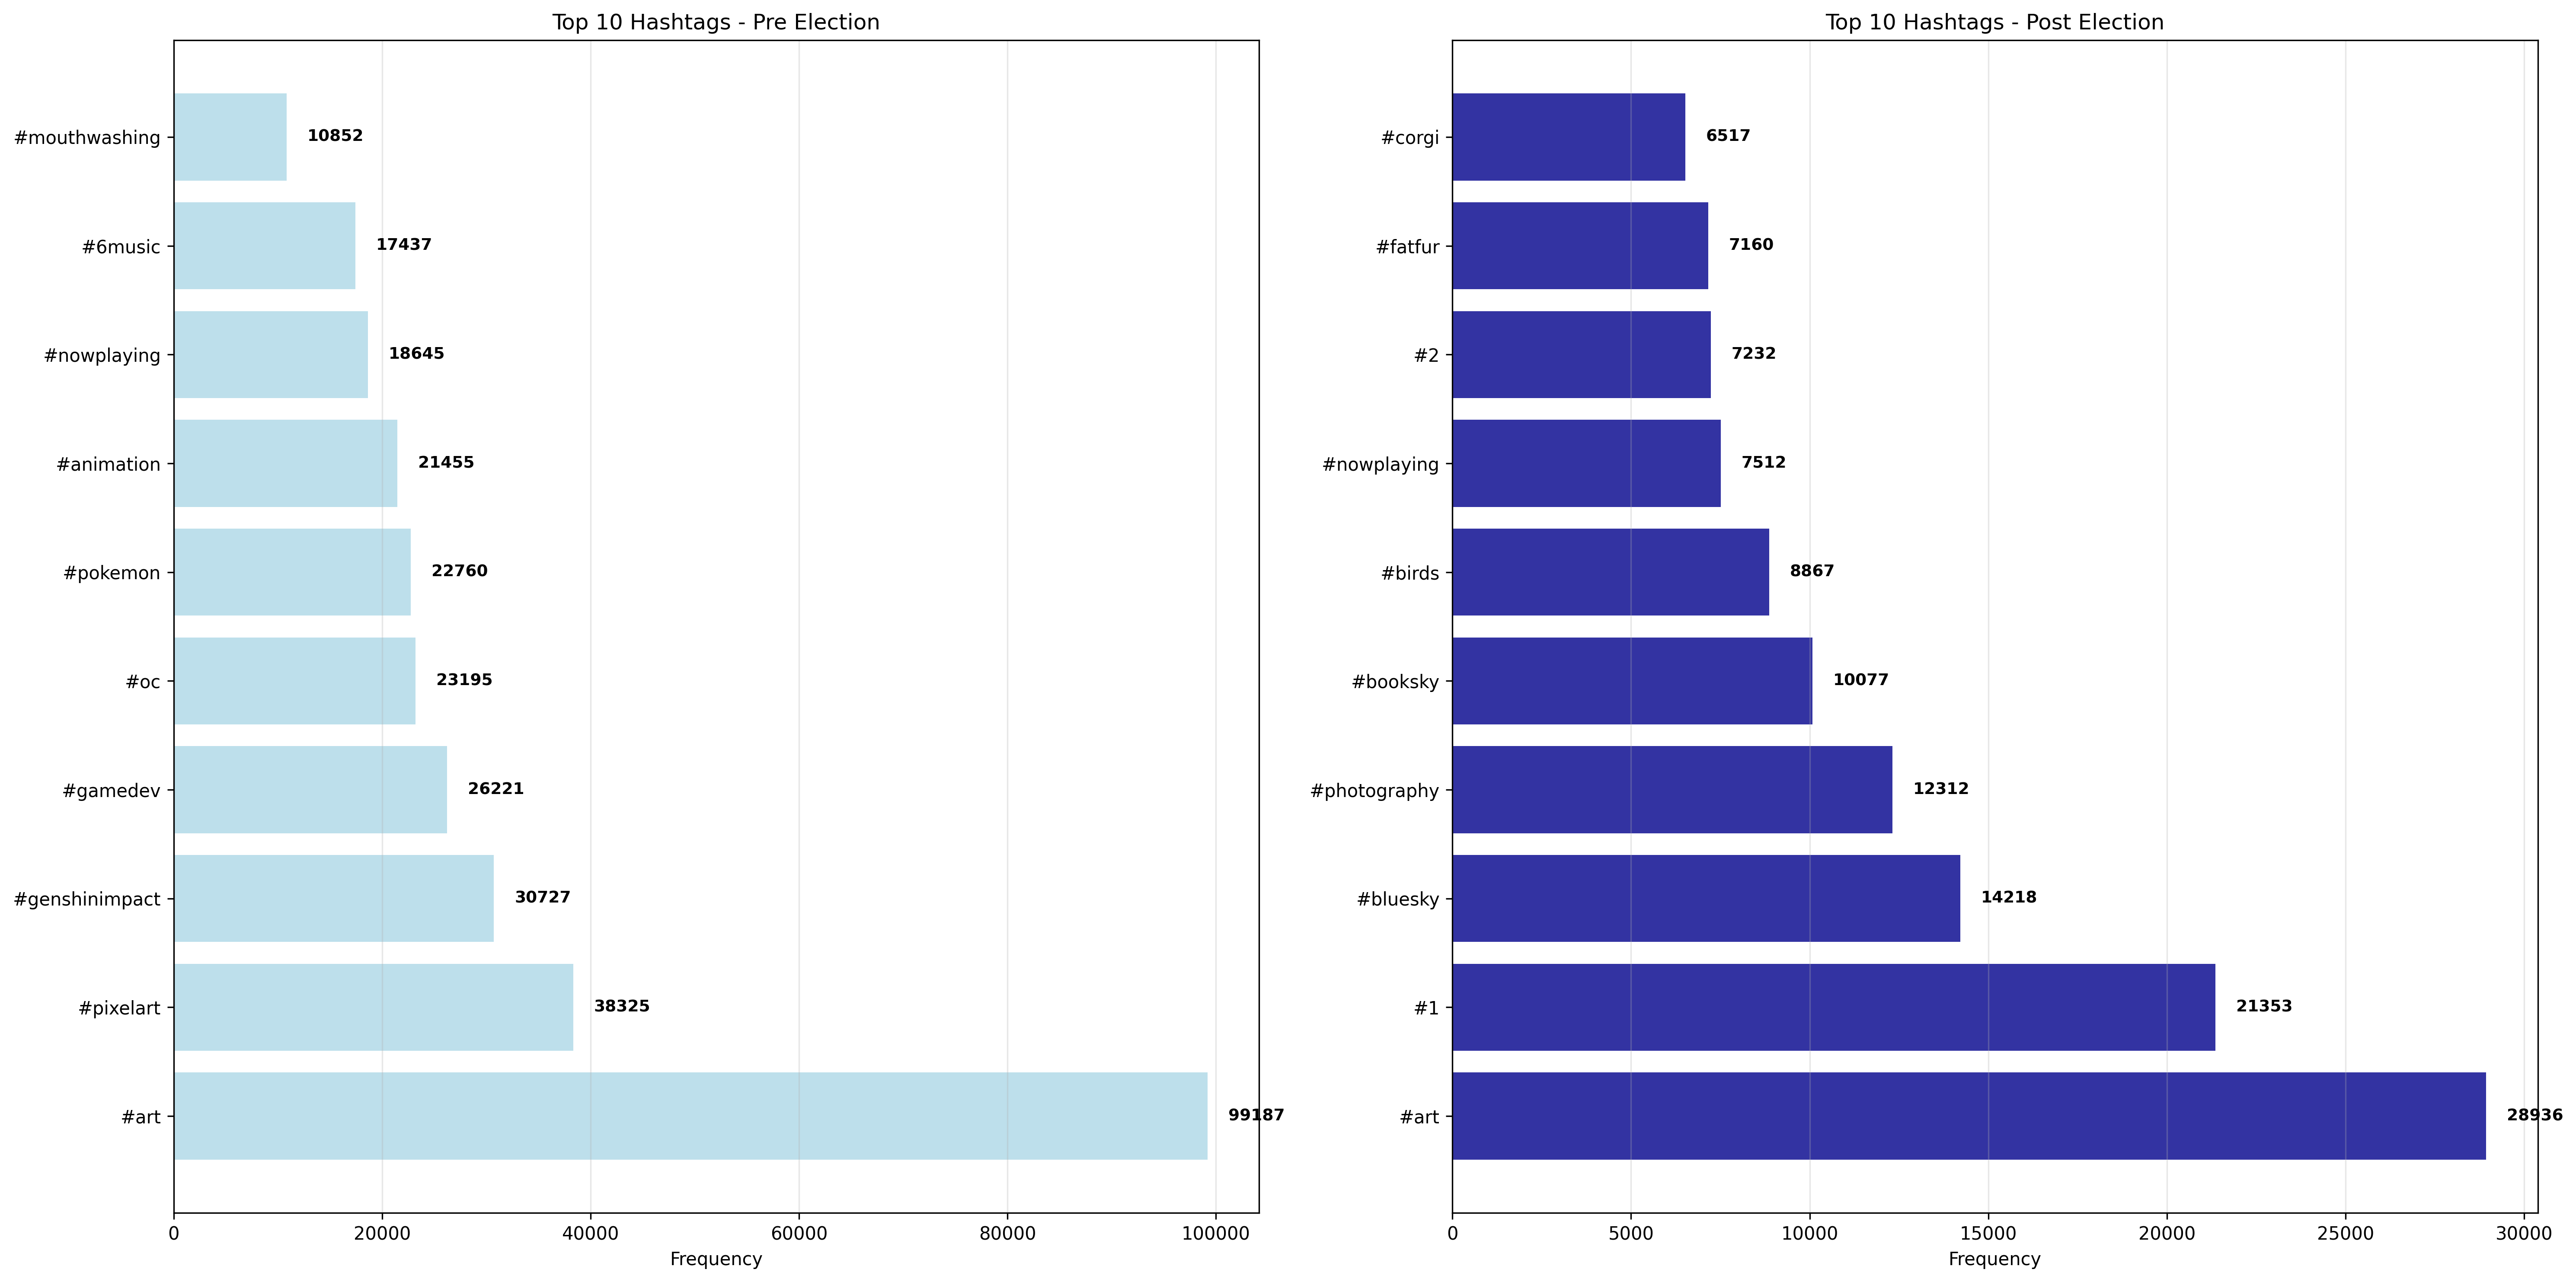 Top 10 Hashtags - Pre Election
#mouthwashing 10852
#6music 17437
#nowplaying 18645
#animation 21455
#pokemon 22760
#oc 23195
#gamedev 26221
#genshinimpact 30727
#pixelart 38325
#art 99187
0 20000 40000 60000 80000 100000
Frequency
Top 10 Hashtags - Post Election
#corgi 6517
#fatfur 7160
#2 7232
#nowplaying 7512
#birds 8867
#booksky 10077
#photography 12312
#bluesky 14218
#1 21353
#art 28936
0 5000 10000 15000 20000 25000 30000
Frequency